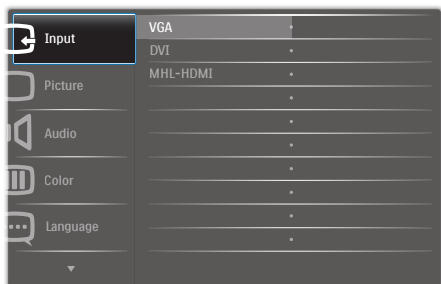 Input
Picture
Audio
Color
Language
VGA
DVI
MHL-HDMI